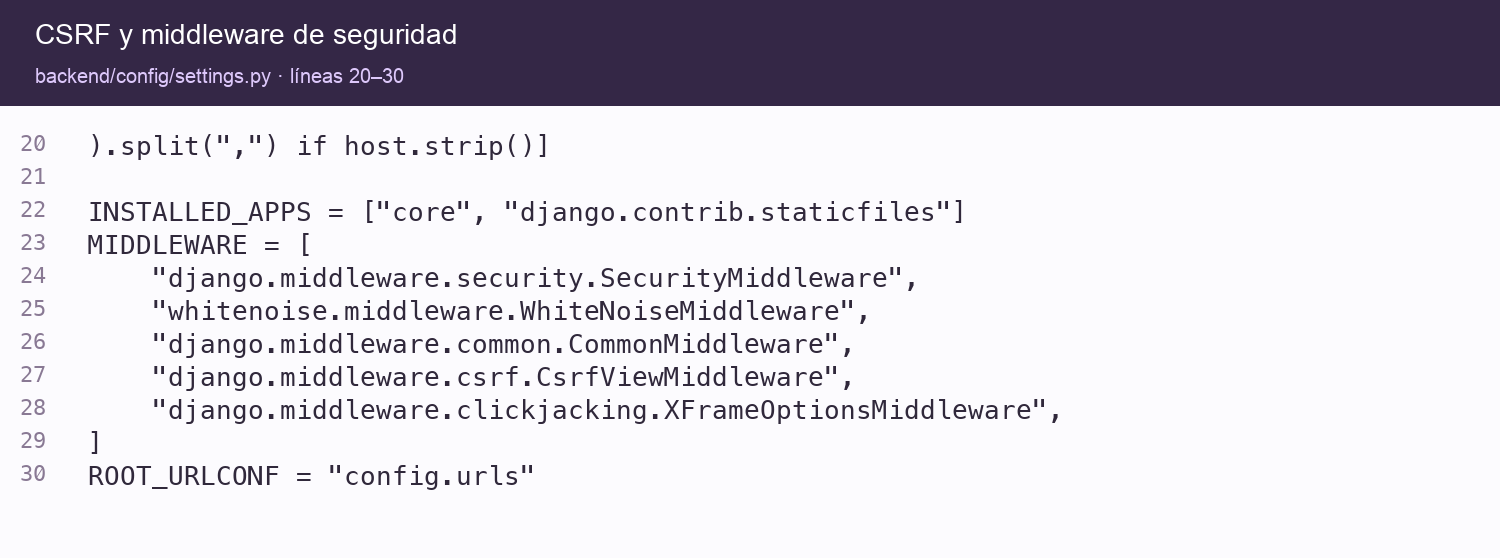 CSRF y middleware de seguridad
backend/config/settings.py · líneas 20–30
20 ).split(",") if host.strip()]
21
22 INSTALLED_APPS = ["core", "django.contrib.staticfiles"]
23 MIDDLEWARE = [
24     "django.middleware.security.SecurityMiddleware",
25     "whitenoise.middleware.WhiteNoiseMiddleware",
26     "django.middleware.common.CommonMiddleware",
27     "django.middleware.csrf.CsrfViewMiddleware",
28     "django.middleware.clickjacking.XFrameOptionsMiddleware",
29 ]
30 ROOT_URLCONF = "config.urls"